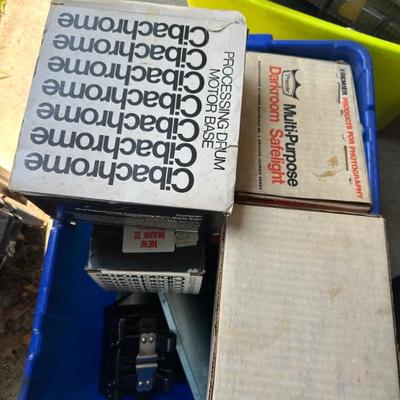 Cibachrome
Cibachrome
Cibachrome
Cibachrome
Cibachrome
Cibachrome
Cibachrome
PROCESSING DRUM
MOTOR BASE
PREMIER PRODUCTS FOR PHOTOGRAPHY
Premier
Multi-Purpose
Darkroom Safelight
NEW
MARK II